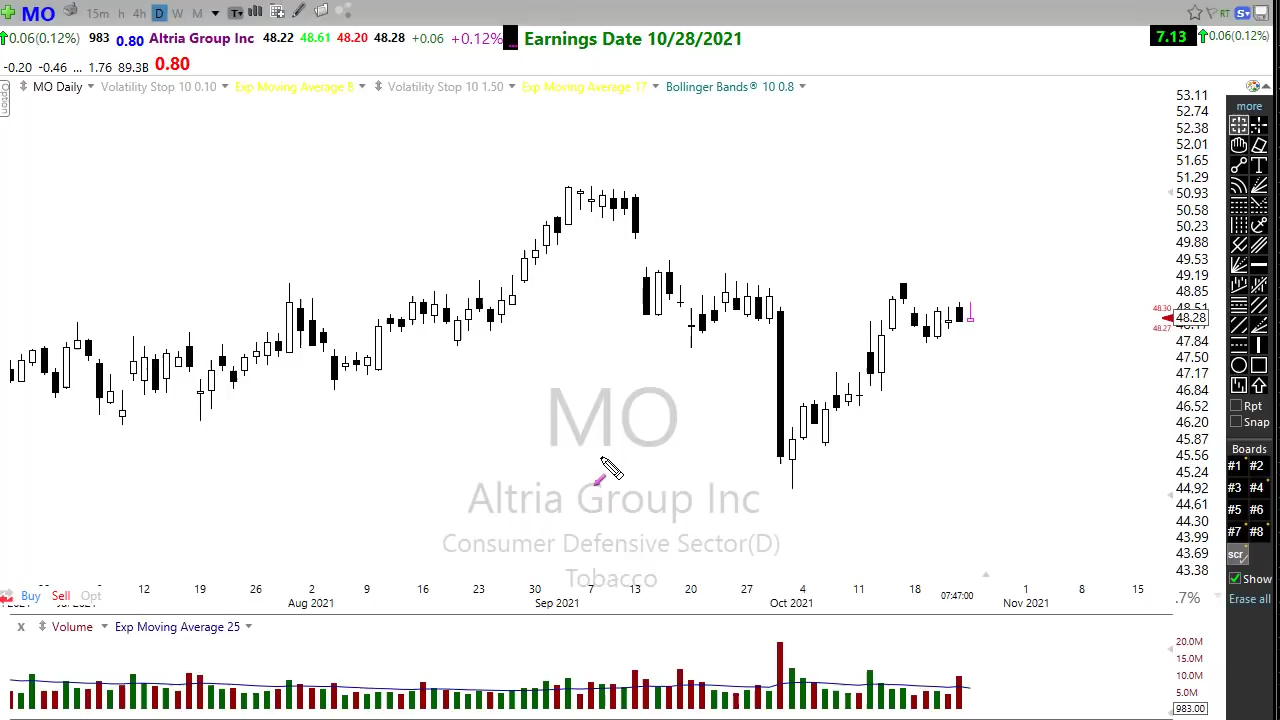 MO 15m h 4h D W M T RT S
0.06(0.12%) 983 0.80 Altria Group Inc 48.22 48.61 48.20 48.28 +0.06 +0.12% ... Earnings Date 10/28/2021 7.13 0.06(0.12%)
-0.20 -0.46 ... 1.76 89.3B 0.80
Option
MO Daily Volatility Stop 10 0.10 Exp Moving Average 8 Volatility Stop 10 1.50 Exp Moving Average 17 Bollinger Bands® 10 0.8
53.11
52.74
52.38
52.01
51.65
51.29
50.93
50.58
50.23
49.88
49.53
49.19
48.85
48.51
48.30
48.28
48.27
47.84
47.50
47.17
46.84
46.52
46.20
45.87
45.56
45.24
44.92
44.61
44.30
43.99
43.69
43.38
MO
Altria Group Inc
Consumer Defensive Sector(D)
Tobacco
12 19 26 2 9 16 23 1 7 13 20 27 4 11 18 07:47:00 1 8 15
Aug 2021 Sep 2021 Oct 2021 Nov 2021
Buy Sell Opt
.7%
x Volume Exp Moving Average 25
20.0M
15.0M
10.0M
5.0M
983.00
more
T
Rpt
Snap
Boards
#1 #2
#3 #4
#5 #6
#7 #8
scr
Show
Erase all